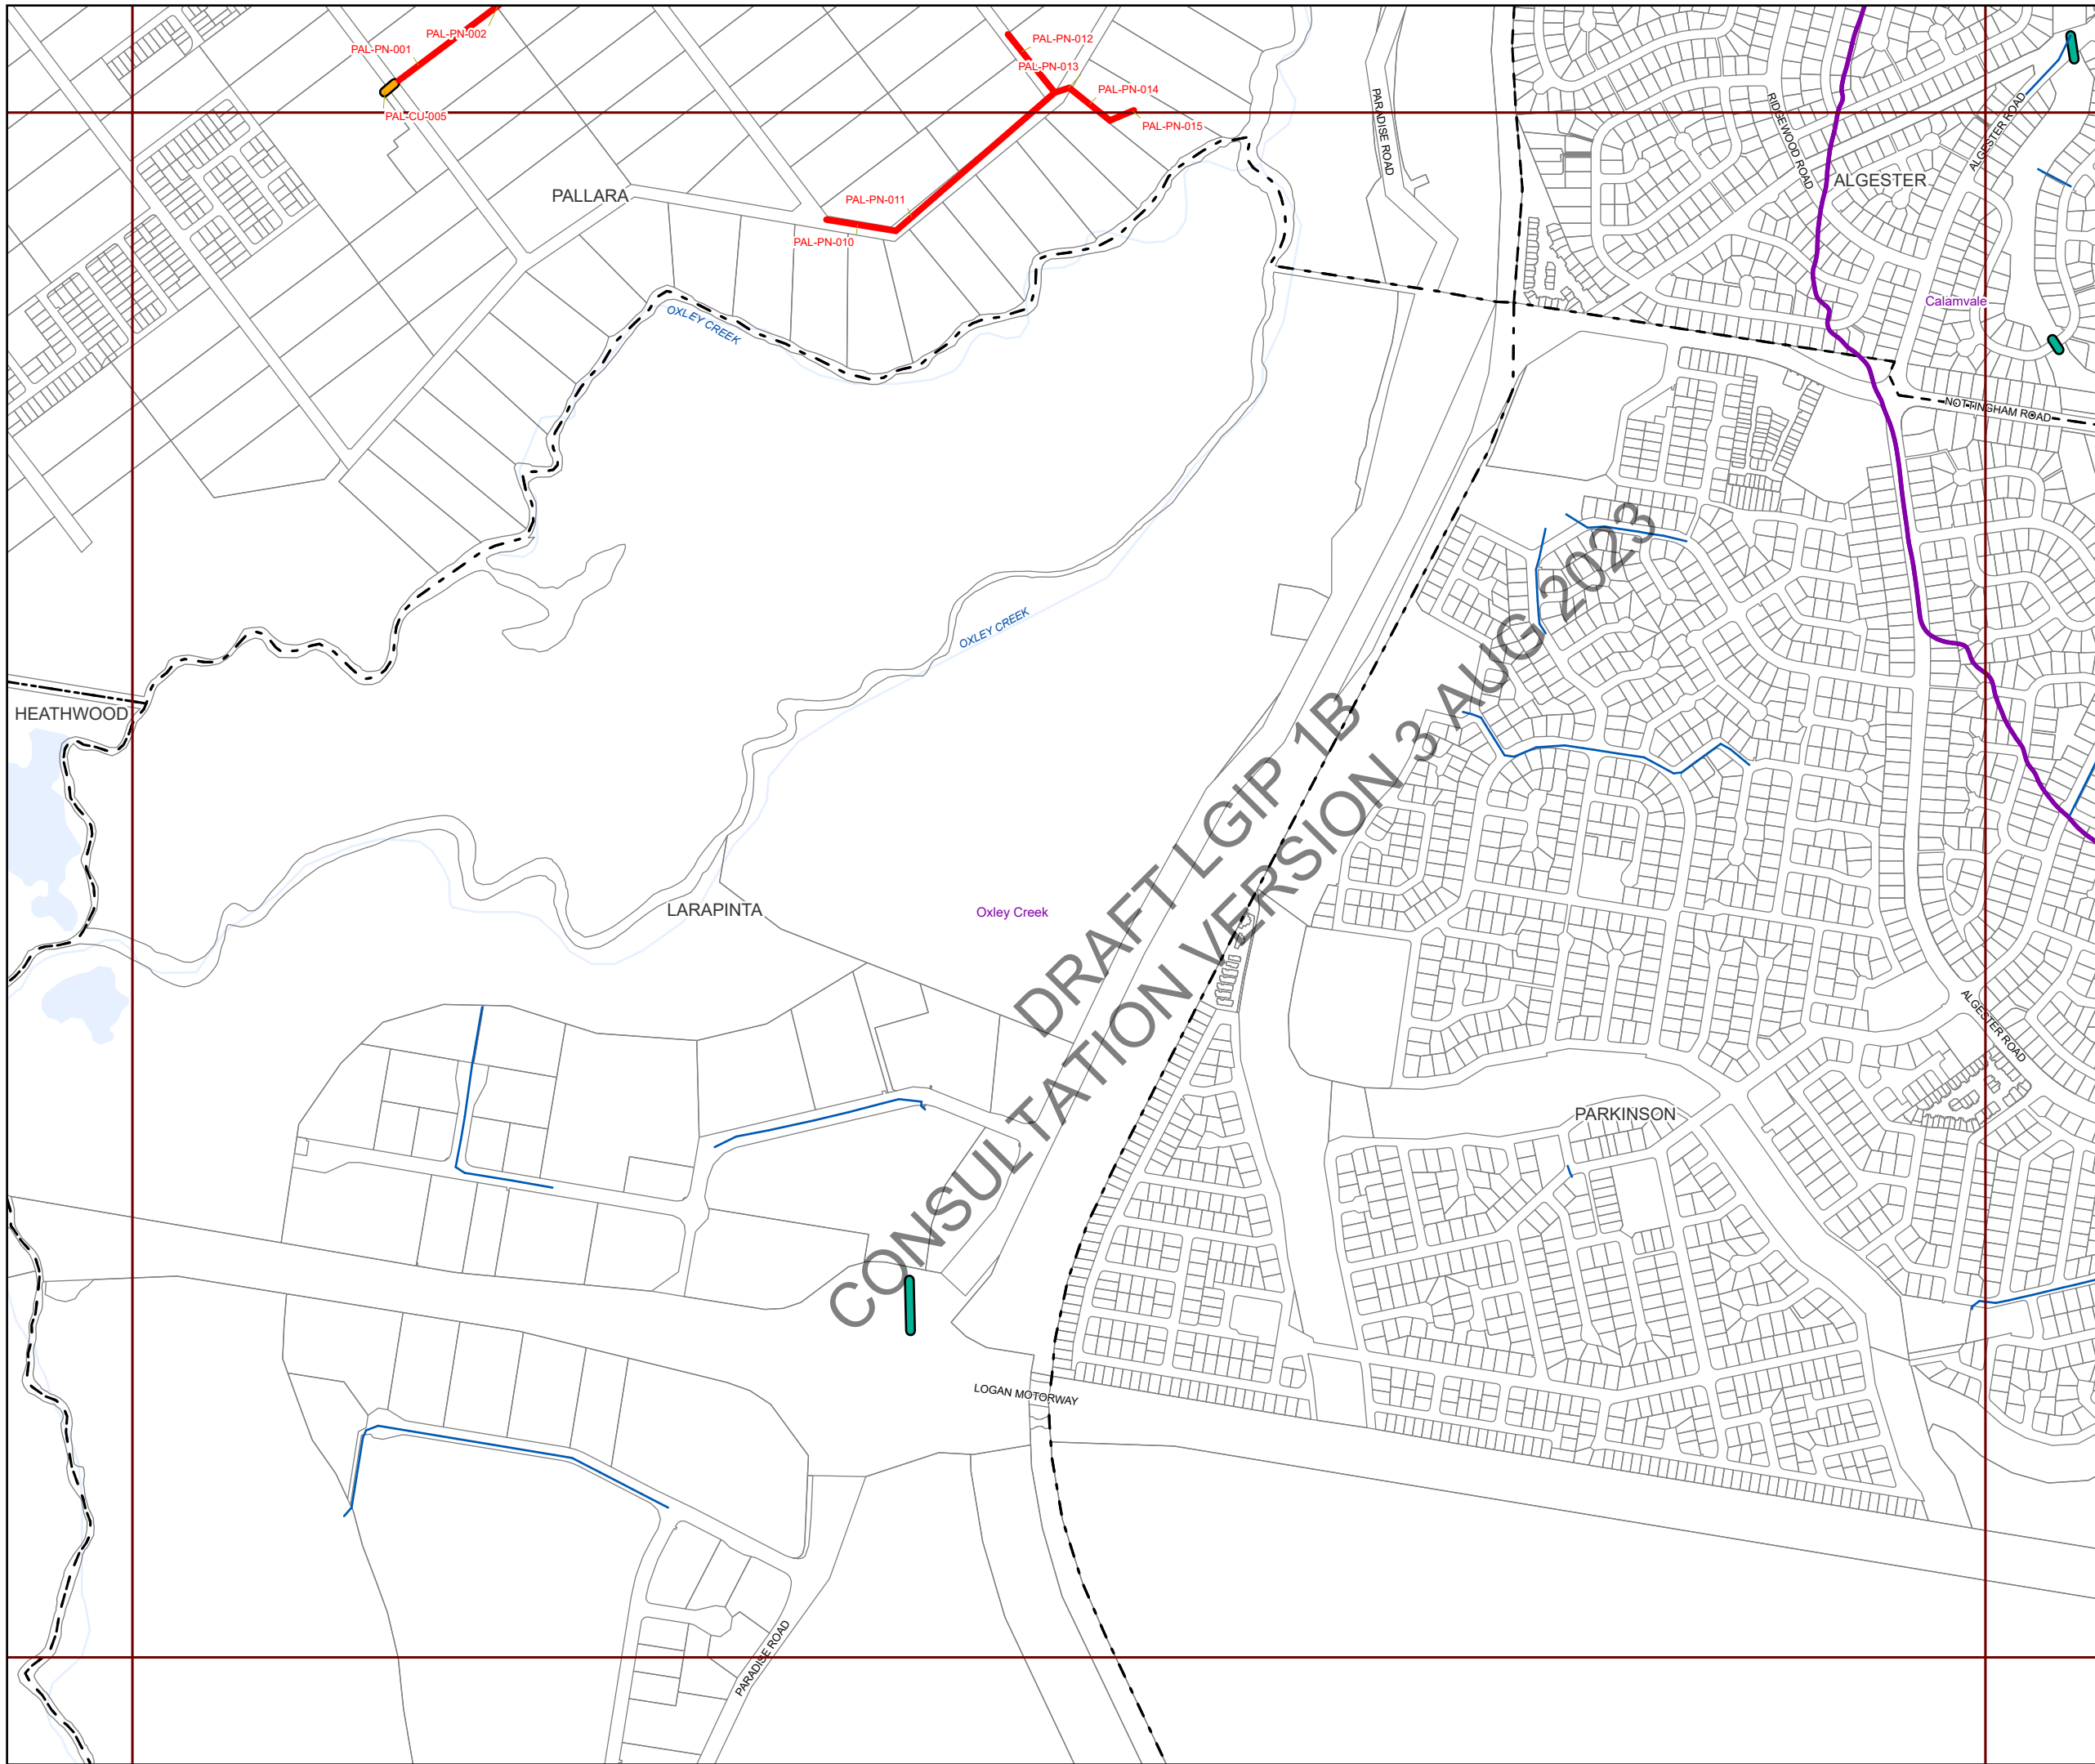 PAL-PN-002
PAL-PN-001
PAL-CU-005
PAL-PN-012
PAL-PN-013
PAL-PN-014
PAL-PN-015
PAL-PN-011
PAL-PN-010
PALLARA
PARADISE ROAD
RIDGEWOOD ROAD
ALGESTER ROAD
ALGESTER
Calamvale
OXLEY CREEK
NOTTINGHAM ROAD
OXLEY CREEK
HEATHWOOD
LARAPINTA
Oxley Creek
DRAFT LGIP 1B
CONSULTATION VERSION 3 AUG 2023
ALGESTER ROAD
PARKINSON
LOGAN MOTORWAY
PARADISE ROAD